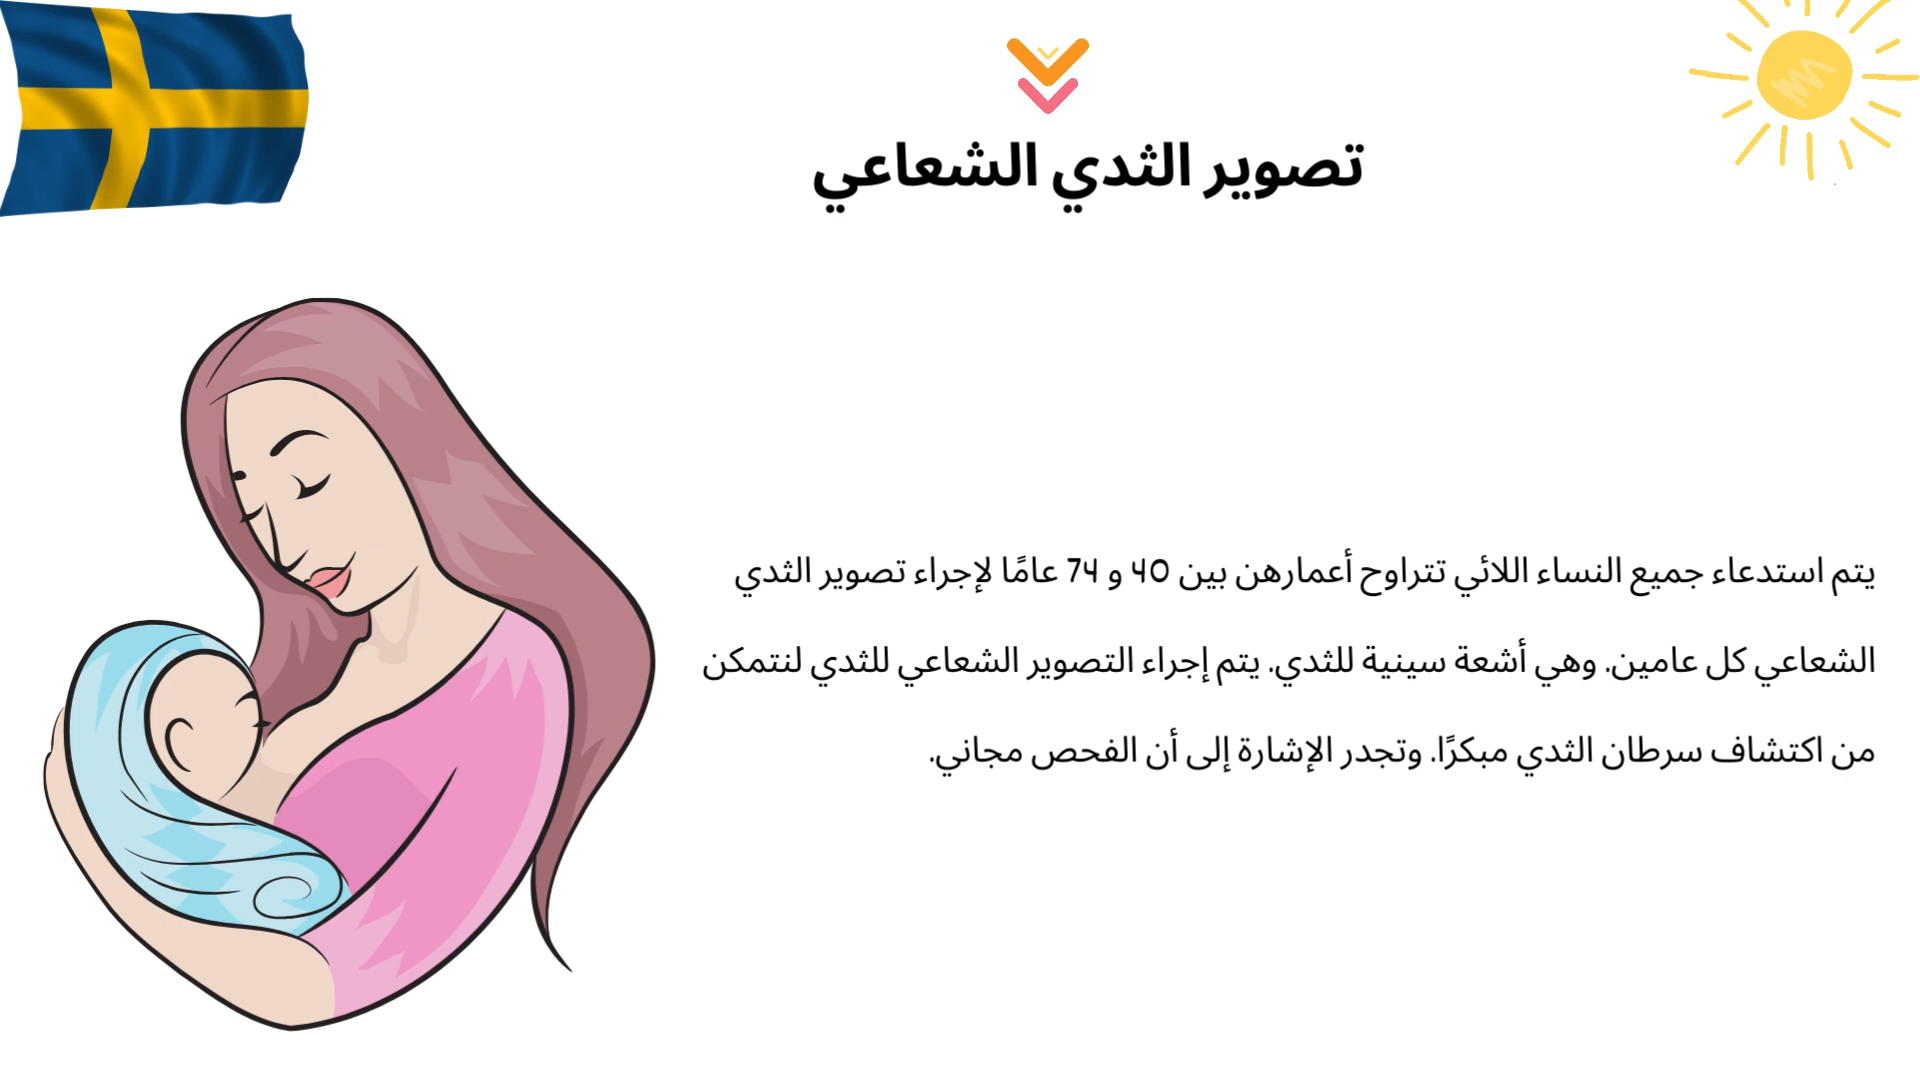 تصوير الثدي الشعاعي
يتم استدعاء جميع النساء اللائي تتراوح أعمارهن بين 40 و 74 عامًا لإجراء تصوير الثدي
الشعاعي كل عامين. وهي أشعة سينية للثدي. يتم إجراء التصوير الشعاعي للثدي لنتمكن
من اكتشاف سرطان الثدي مبكرًا. وتجدر الإشارة إلى أن الفحص مجاني.